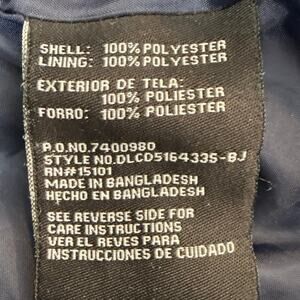 SHELL: 100% POLYESTER
LINING: 100% POLYESTER
EXTERIOR DE TELA:
100% POLIESTER
FORRO: 100% POLIESTER
P.O.NO.7400980
STYLE NO.DLCD5164335-BJ
RN#15101
MADE IN BANGLADESH
HECHO EN BANGLADESH
SEE REVERSE SIDE FOR
CARE INSTRUCTIONS
VER EL REVES PARA
INSTRUCCIONES DE CUIDADO